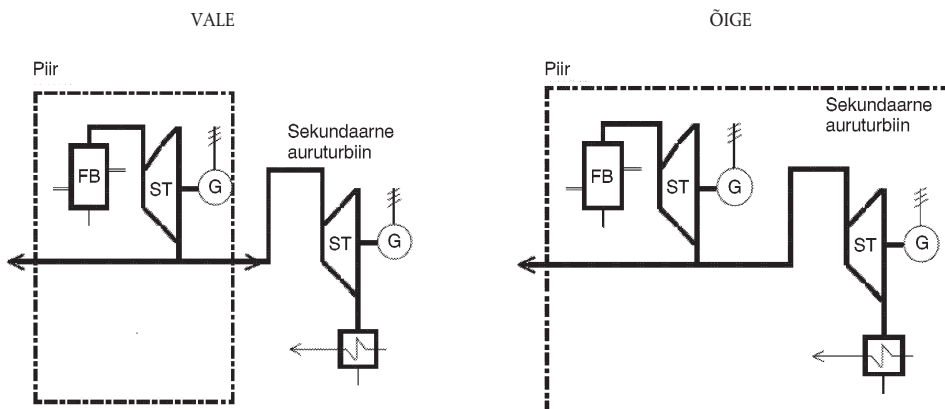 VALE
ÕIGE
Piir
Sekundaarne
auruturbiin
FB
ST
G
ST
G
Piir
Sekundaarne
auruturbiin
FB
ST
G
ST
G